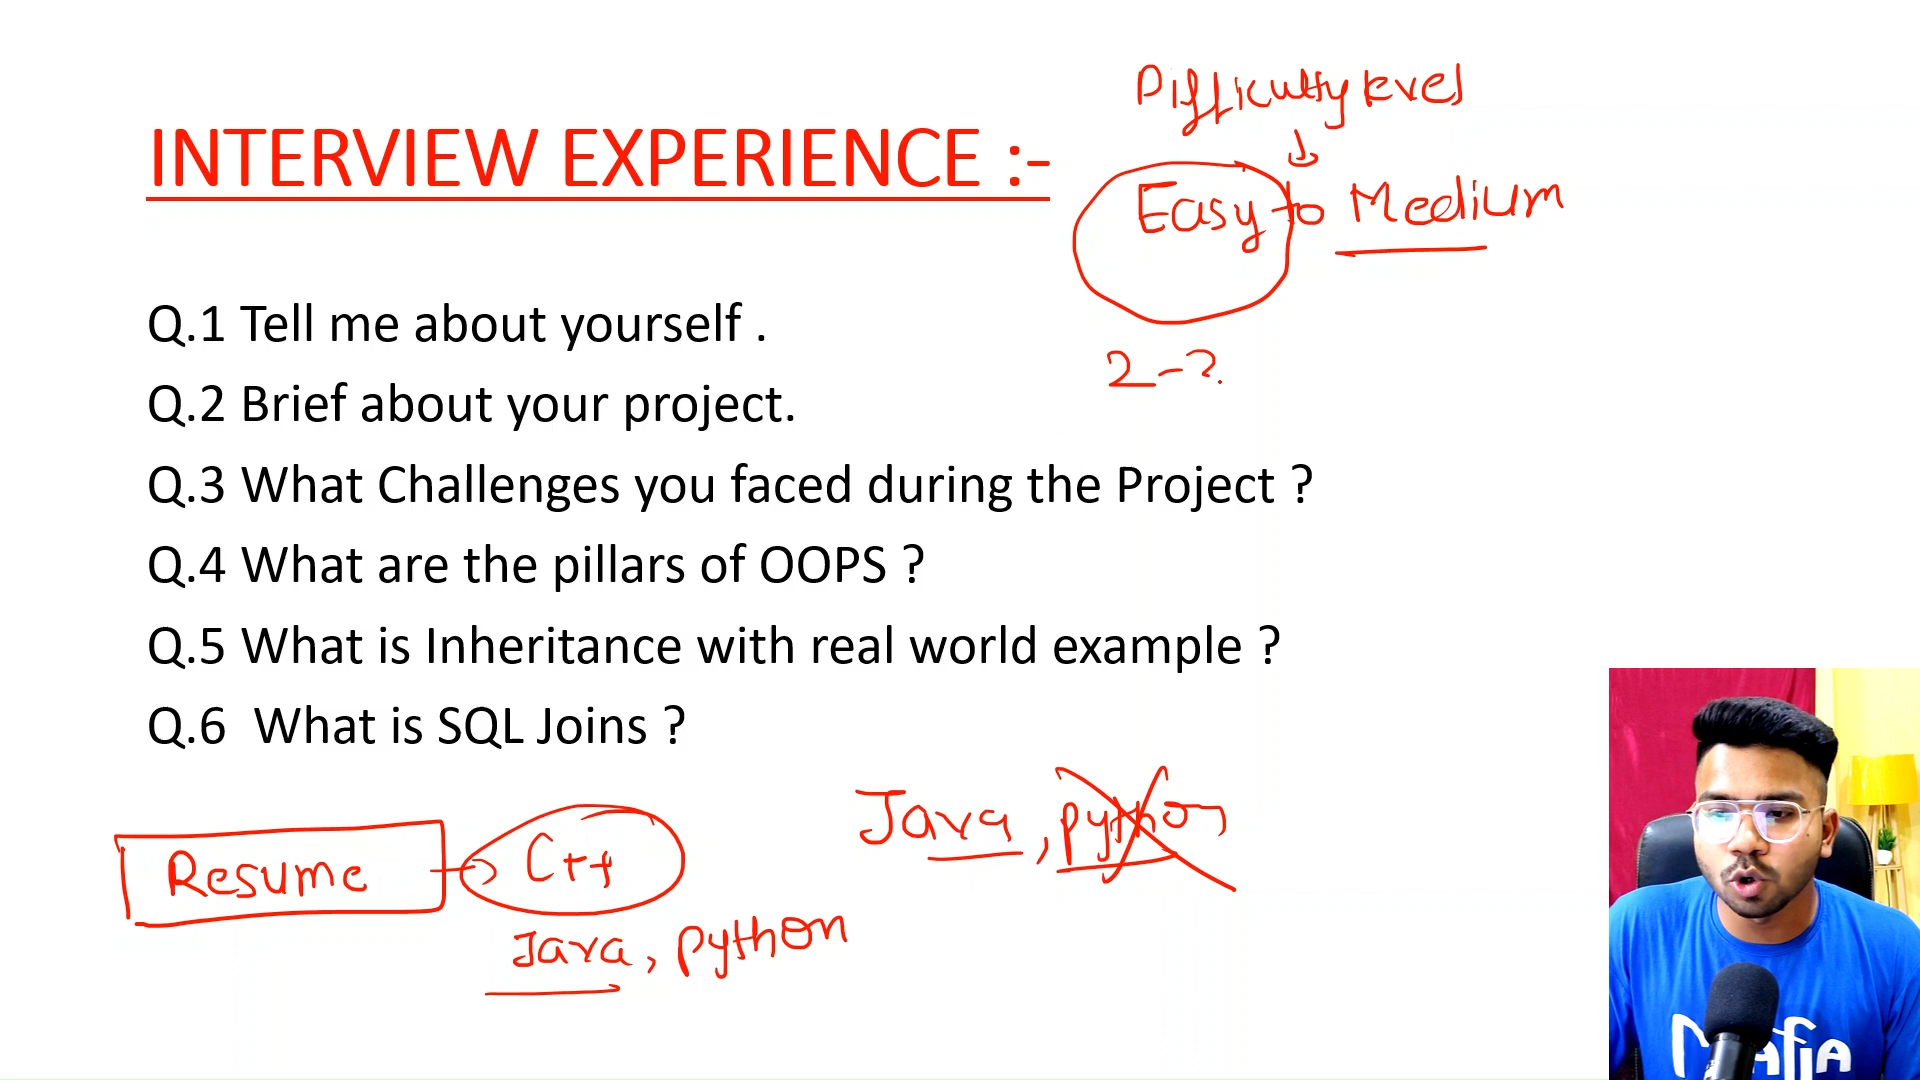 INTERVIEW EXPERIENCE :-
Difficulty level
Easy to Medium
2-?
Q.1 Tell me about yourself .
Q.2 Brief about your project.
Q.3 What Challenges you faced during the Project ?
Q.4 What are the pillars of OOPS ?
Q.5 What is Inheritance with real world example ?
Q.6 What is SQL Joins ?
Resume
C++
Java, Python
Java, python
Mafia